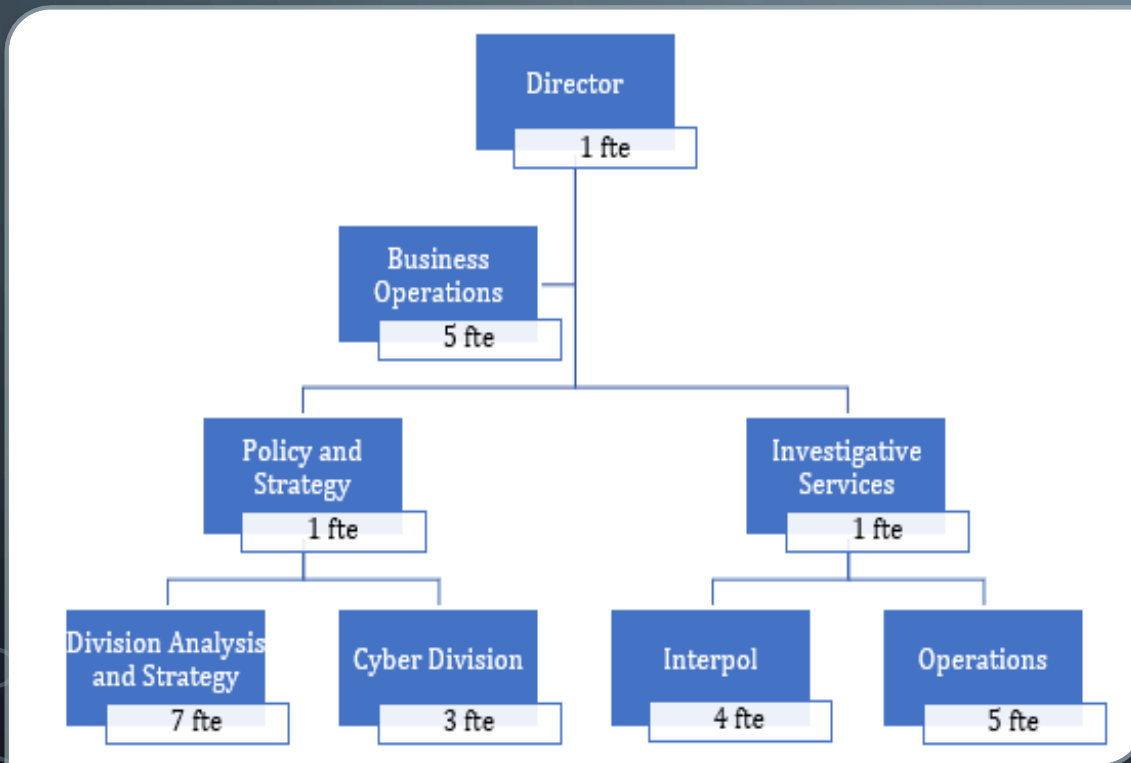 Director
1 fte
Business
Operations
5 fte
Policy and
Strategy
1 fte
Investigative
Services
1 fte
Division Analysis
and Strategy
7 fte
Cyber Division
3 fte
Interpol
4 fte
Operations
5 fte